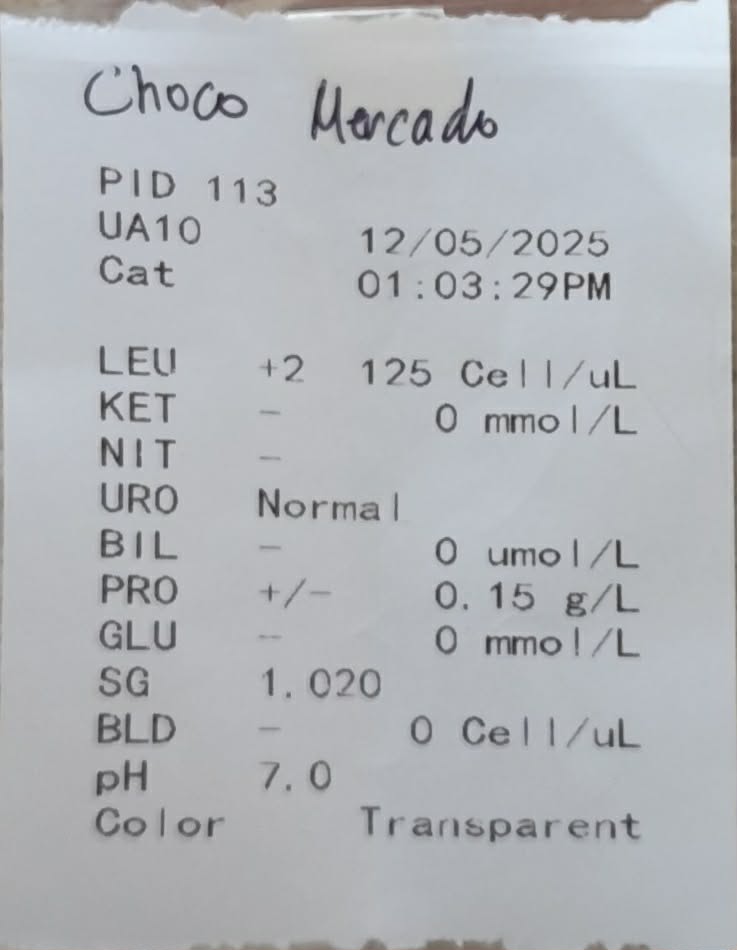 Choco Mercado
PID 113
UA10 12/05/2025
Cat 01:03:29PM
LEU +2 125 Cell/uL
KET - 0 mmol/L
NIT -
URO Normal
BIL - 0 umol/L
PRO +/- 0.15 g/L
GLU - 0 mmol/L
SG 1.020
BLD - 0 Cell/uL
pH 7.0
Color Transparent